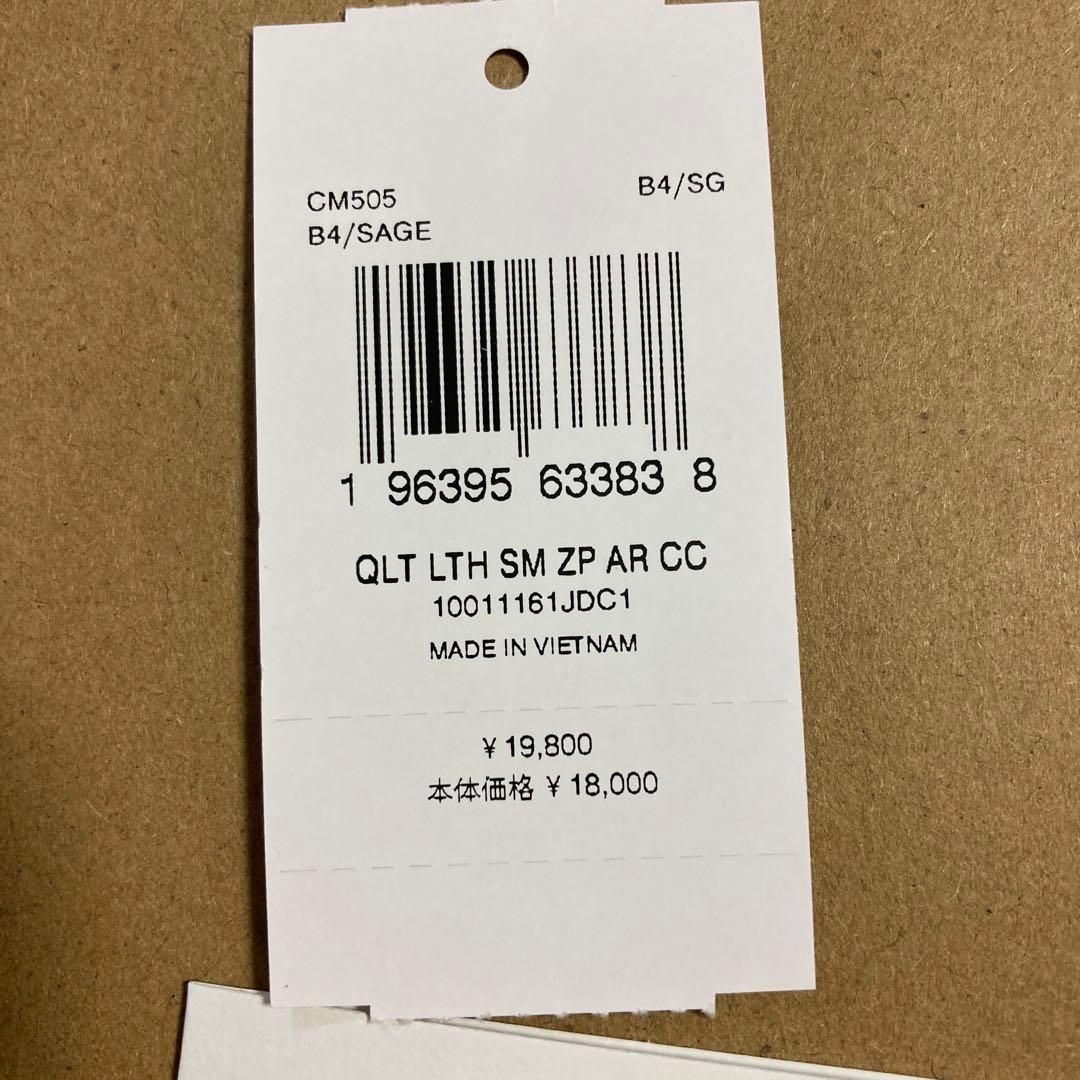 CM505 B4/SG
B4/SAGE
1 96395 63383 8
QLT LTH SM ZP AR CC
10011161JDC1
MADE IN VIETNAM
¥ 19,800
本体価格 ¥ 18,000